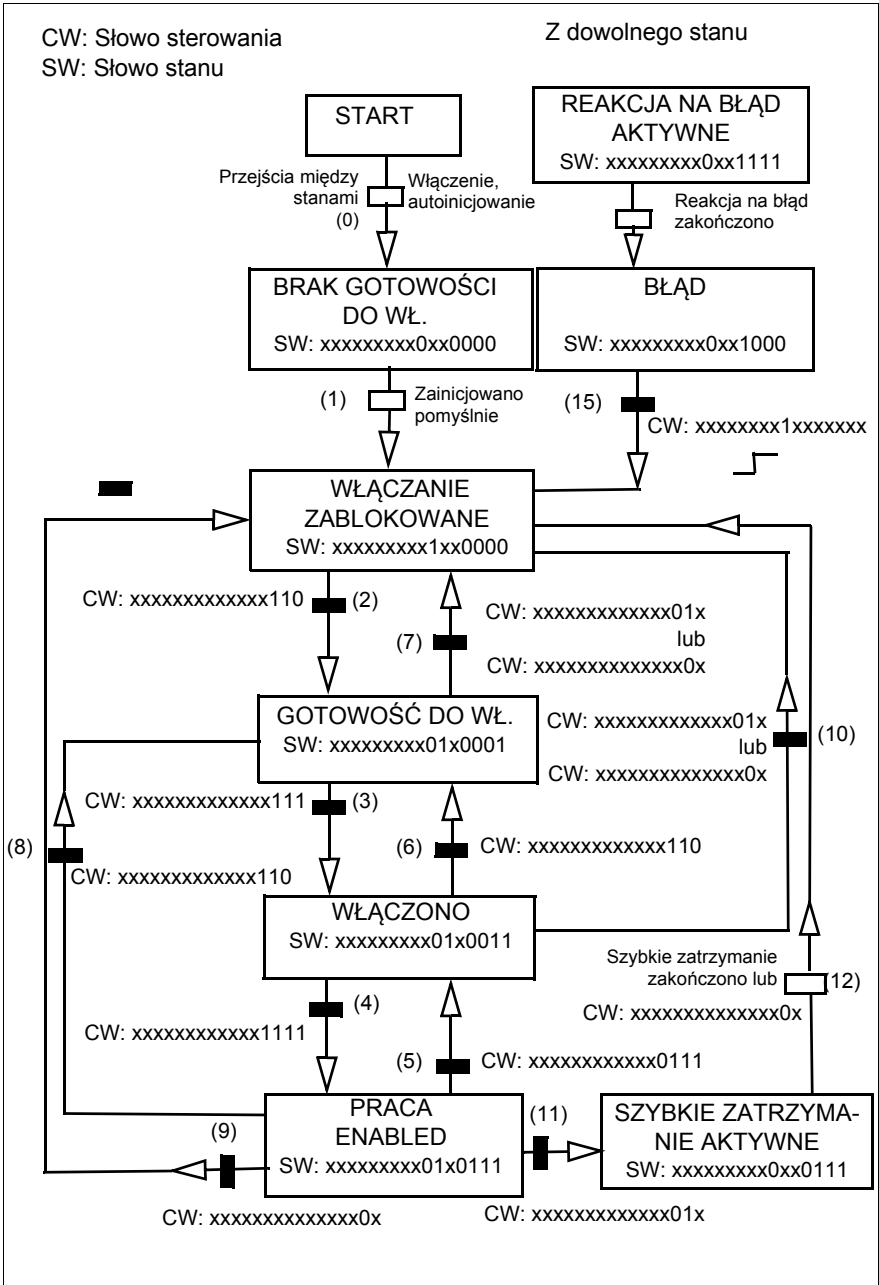 CW: Słowo sterowania
SW: Słowo stanu
Z dowolnego stanu
START
REAKCJA NA BŁĄD
AKTYWNE
SW: xxxxxxxxx0xx1111
Przejścia między
stanami
(0)
Włączenie,
autoinicjowanie
Reakcja na błąd
zakończono
BRAK GOTOWOŚCI
DO WŁ.
SW: xxxxxxxxx0xx0000
BŁĄD
SW: xxxxxxxxx0xx1000
(1)
Zainicjowano
pomyślnie
(15)
CW: xxxxxxxx1xxxxxxx
WŁĄCZANIE
ZABLOKOWANE
SW: xxxxxxxxx1xx0000
CW: xxxxxxxxxxxxx110
(2)
(7)
CW: xxxxxxxxxxxxx01x
lub
CW: xxxxxxxxxxxxxx0x
GOTOWOŚĆ DO WŁ.
SW: xxxxxxxxx01x0001
CW: xxxxxxxxxxxxx01x
lub
CW: xxxxxxxxxxxxxx0x
(10)
CW: xxxxxxxxxxxxx111
(3)
(8)
CW: xxxxxxxxxxxxx110
(6)
CW: xxxxxxxxxxxxx110
WŁĄCZONO
SW: xxxxxxxxx01x0011
Szybkie zatrzymanie
zakończono lub
(12)
CW: xxxxxxxxxxxxxx0x
(4)
CW: xxxxxxxxxxxx1111
(5)
CW: xxxxxxxxxxxx0111
PRACA
ENABLED
SW: xxxxxxxxx01x0111
(9)
CW: xxxxxxxxxxxxxx0x
(11)
CW: xxxxxxxxxxxxx01x
SZYBKIE ZATRZYMA-
NIE AKTYWNE
SW: xxxxxxxxx0xx0111